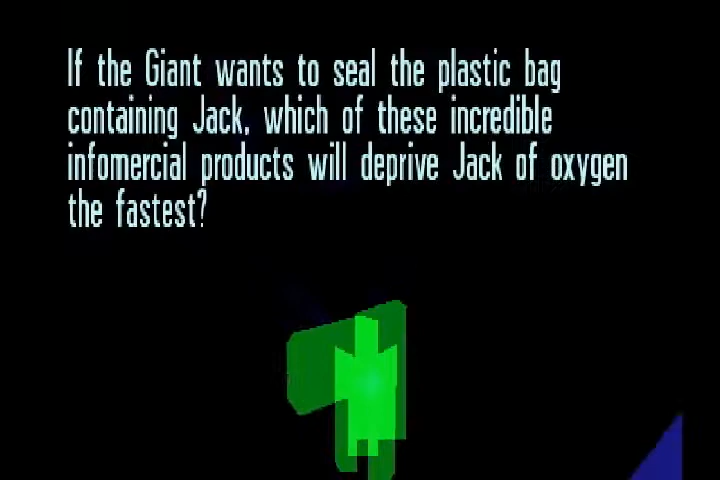 If the Giant wants to seal the plastic bag
containing Jack, which of these incredible
infomercial products will deprive Jack of oxygen
the fastest?